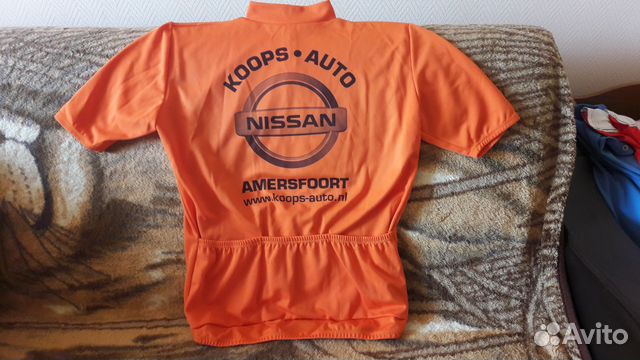 KOOPS • AUTO
NISSAN
AMERSFOORT
www.koops-auto.nl
Avito